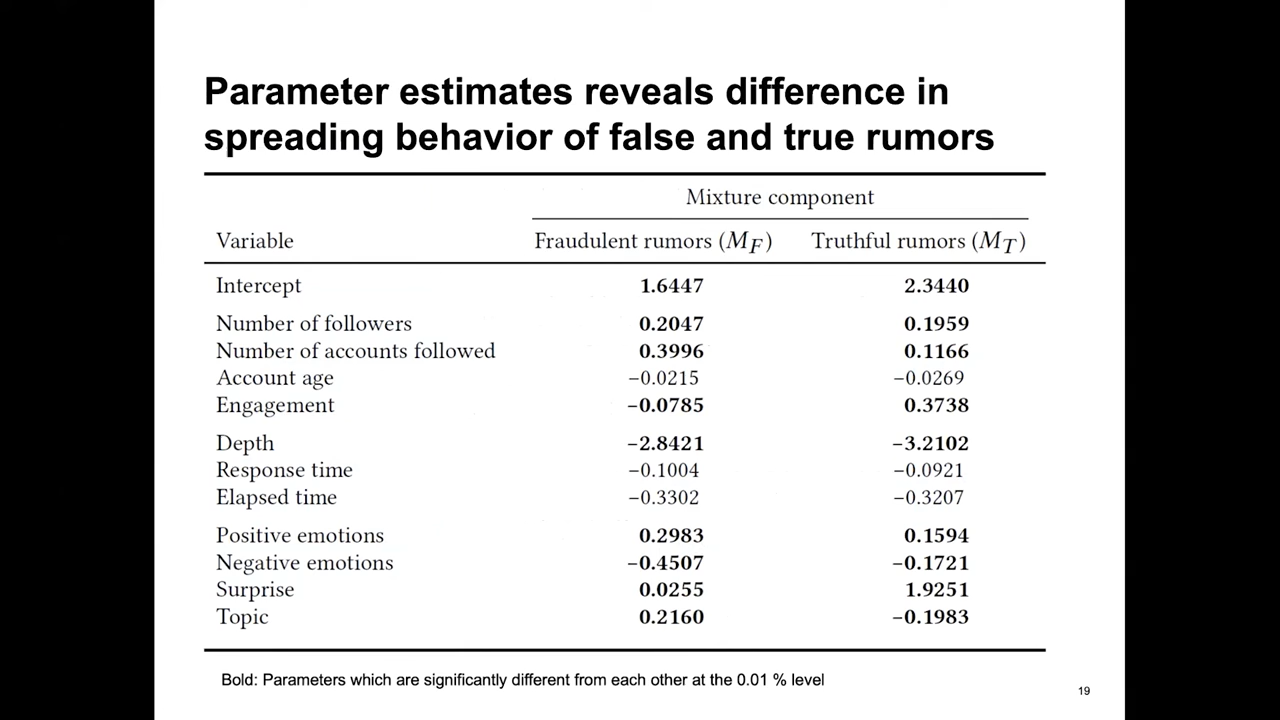 Parameter estimates reveals difference in
spreading behavior of false and true rumors
Mixture component
Variable Fraudulent rumors (M_F) Truthful rumors (M_T)
Intercept 1.6447 2.3440
Number of followers 0.2047 0.1959
Number of accounts followed 0.3996 0.1166
Account age −0.0215 −0.0269
Engagement −0.0785 0.3738
Depth −2.8421 −3.2102
Response time −0.1004 −0.0921
Elapsed time −0.3302 −0.3207
Positive emotions 0.2983 0.1594
Negative emotions −0.4507 −0.1721
Surprise 0.0255 1.9251
Topic 0.2160 −0.1983
Bold: Parameters which are significantly different from each other at the 0.01 % level
19